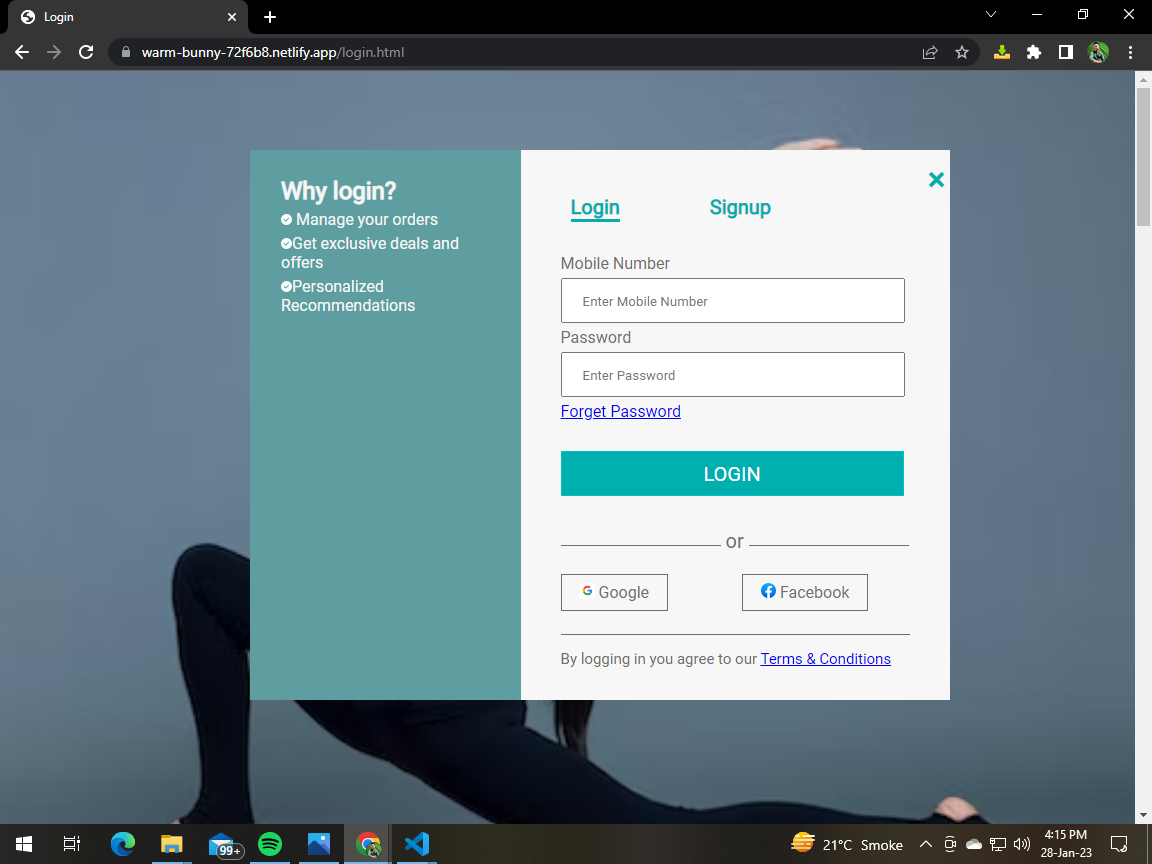 Login
warm-bunny-72f6b8.netlify.app/login.html
Why login?
Manage your orders
Get exclusive deals and
offers
Personalized
Recommendations
Login Signup
Mobile Number
Enter Mobile Number
Password
Enter Password
Forget Password
LOGIN
or
Google Facebook
By logging in you agree to our Terms & Conditions
99+
21°C Smoke
4:15 PM
28-Jan-23